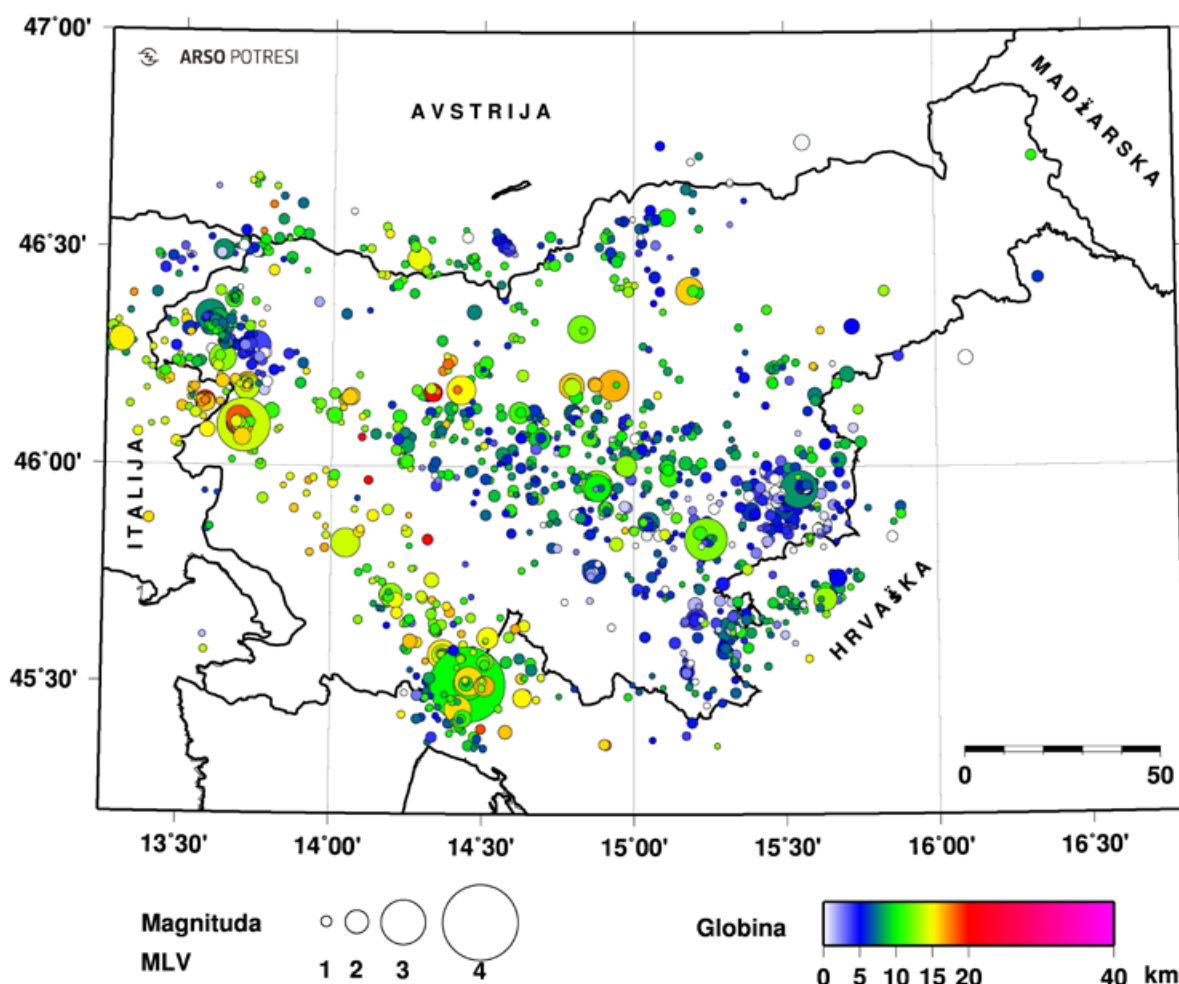 47˚00'
ARSO POTRESI
AVSTRIJA
MADŽARSKA
46˚30'
46˚00'
ITALIJA
HRVAŠKA
45˚30'
0 50
13˚30' 14˚00' 14˚30' 15˚00' 15˚30' 16˚00' 16˚30'
Magnituda
MLV 1 2 3 4
Globina
0 5 10 15 20 40 km